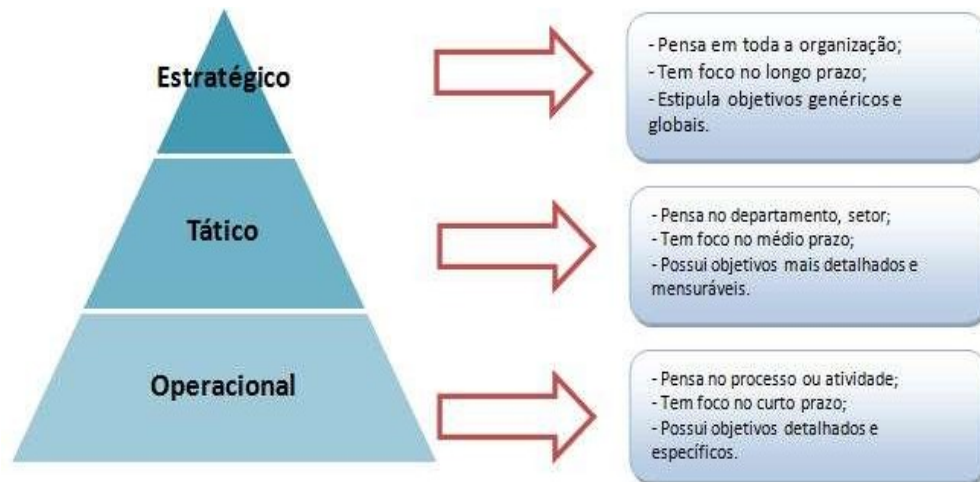 Estratégico
- Pensa em toda a organização;
- Tem foco no longo prazo;
- Estipula objetivos genéricos e
globais.
Tático
- Pensa no departamento, setor;
- Tem foco no médio prazo;
- Possui objetivos mais detalhados e
mensuráveis.
Operacional
- Pensa no processo ou atividade;
- Tem foco no curto prazo;
- Possui objetivos detalhados e
específicos.